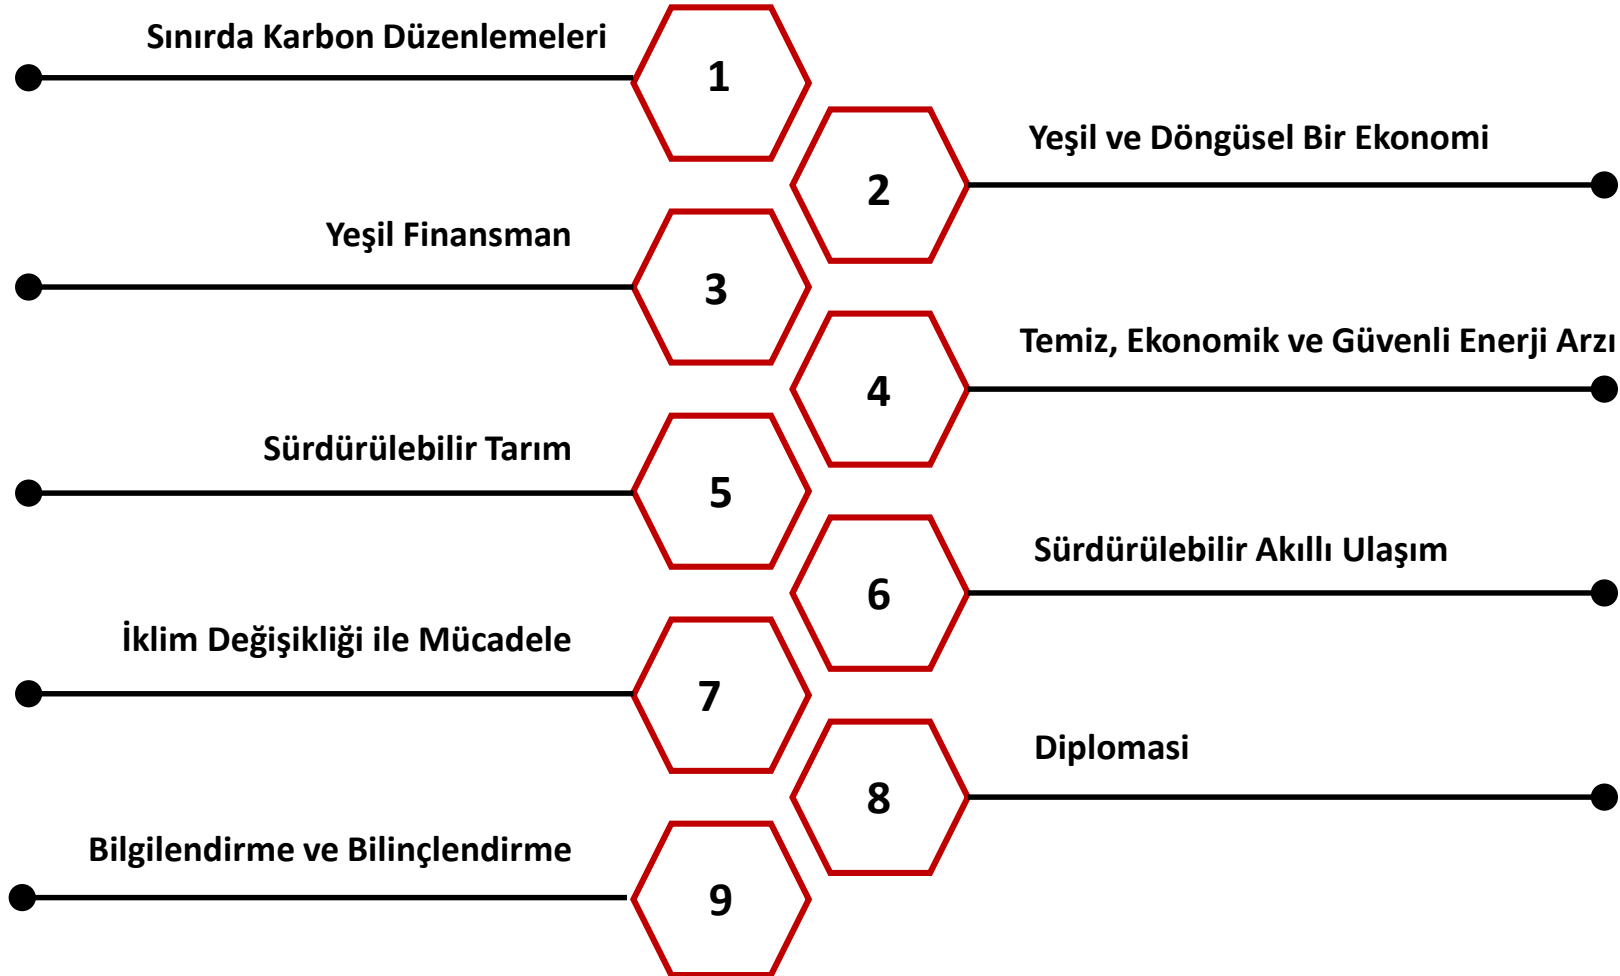 Sınırda Karbon Düzenlemeleri
1
Yeşil ve Döngüsel Bir Ekonomi
2
Yeşil Finansman
3
Temiz, Ekonomik ve Güvenli Enerji Arzı
4
Sürdürülebilir Tarım
5
Sürdürülebilir Akıllı Ulaşım
6
İklim Değişikliği ile Mücadele
7
Diplomasi
8
Bilgilendirme ve Bilinçlendirme
9